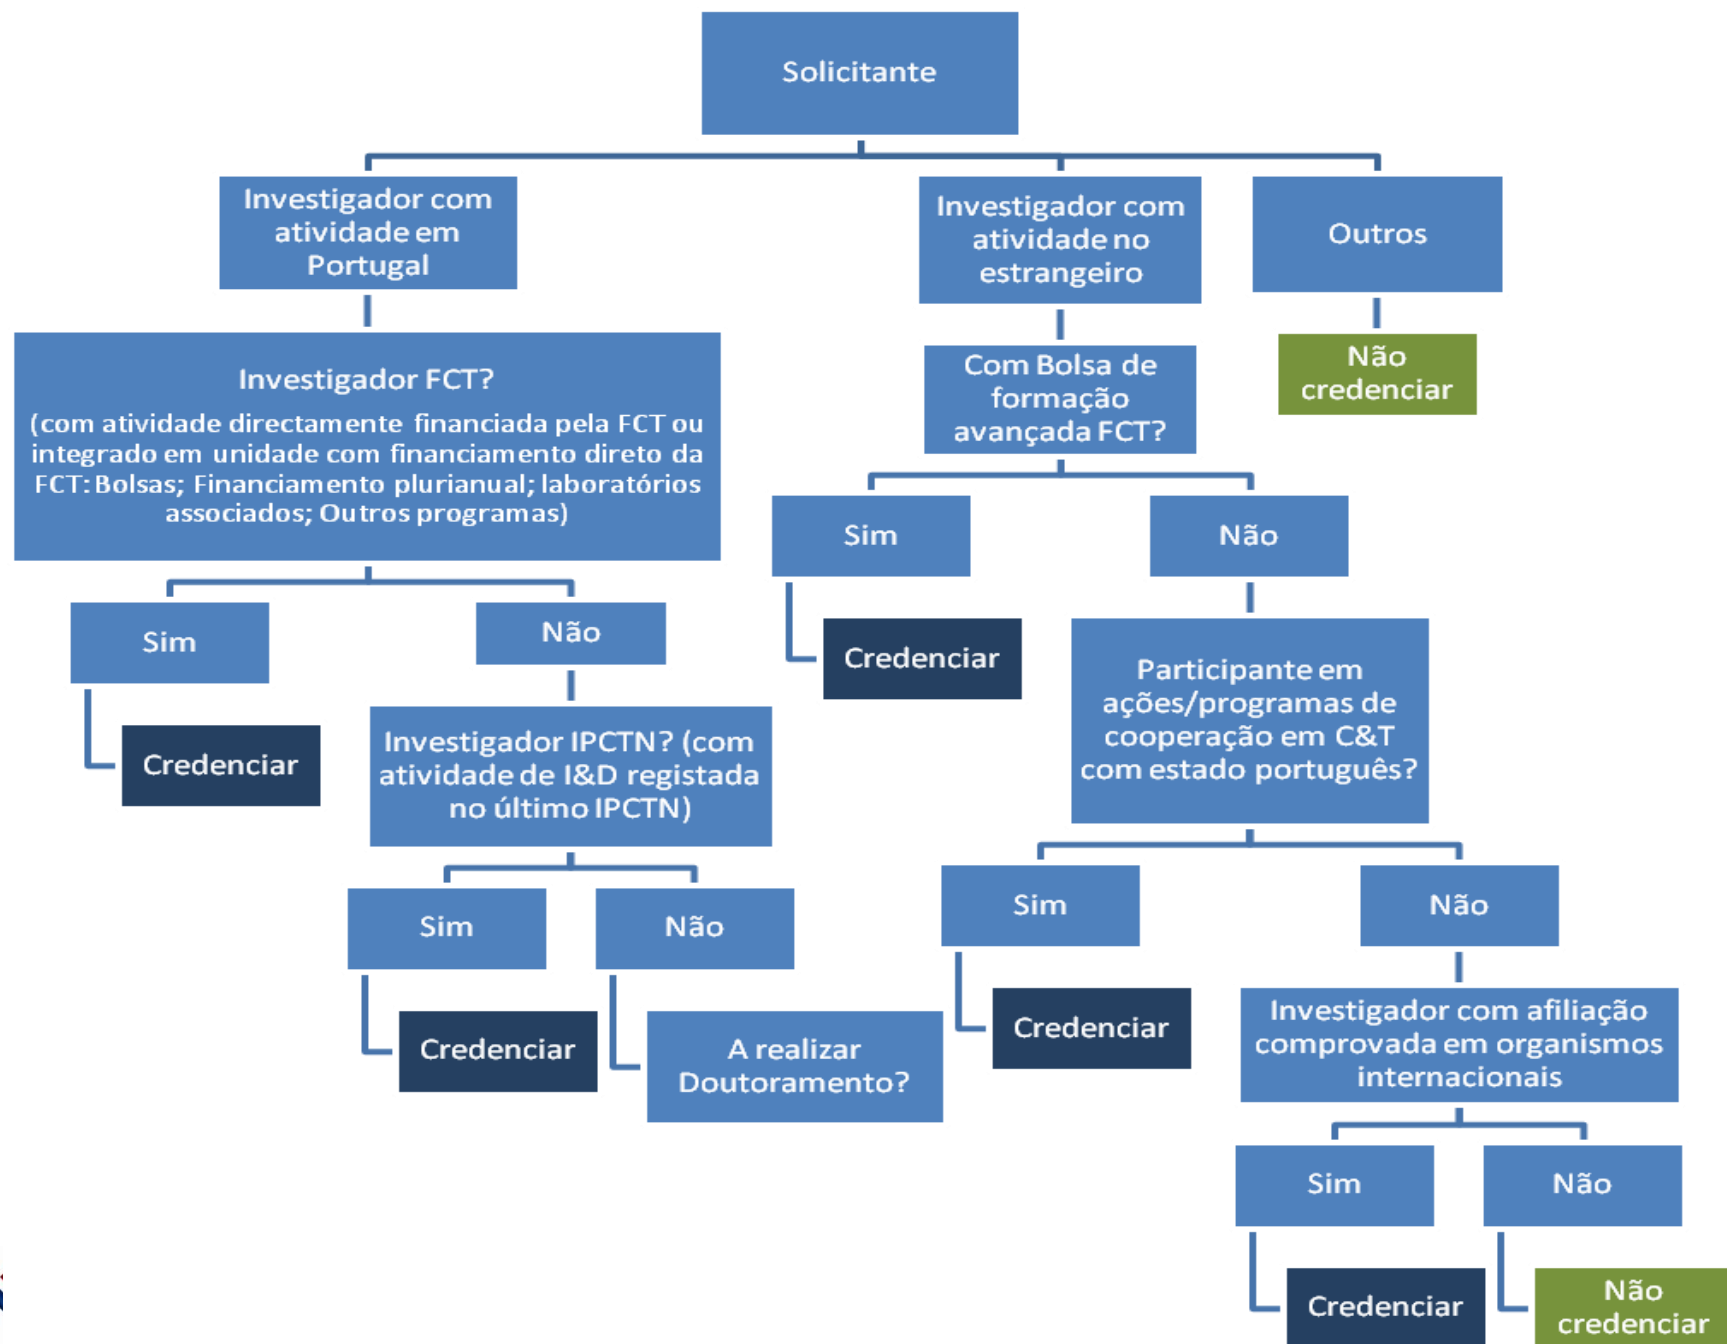 Solicitante
Investigador com
atividade em
Portugal
Investigador com
atividade no
estrangeiro
Outros
Investigador FCT?
(com atividade directamente financiada pela FCT ou
integrado em unidade com financiamento direto da
FCT: Bolsas; Financiamento plurianual; laboratórios
associados; Outros programas)
Com Bolsa de
formação
avançada FCT?
Não
credenciar
Sim
Não
Sim
Não
Credenciar
Credenciar
Investigador IPCTN? (com
atividade de I&D registada
no último IPCTN)
Participante em
ações/programas de
cooperação em C&T
com estado português?
Sim
Não
Sim
Não
Credenciar
A realizar
Doutoramento?
Credenciar
Investigador com afiliação
comprovada em organismos
internacionais
Sim
Não
Credenciar
Não
credenciar